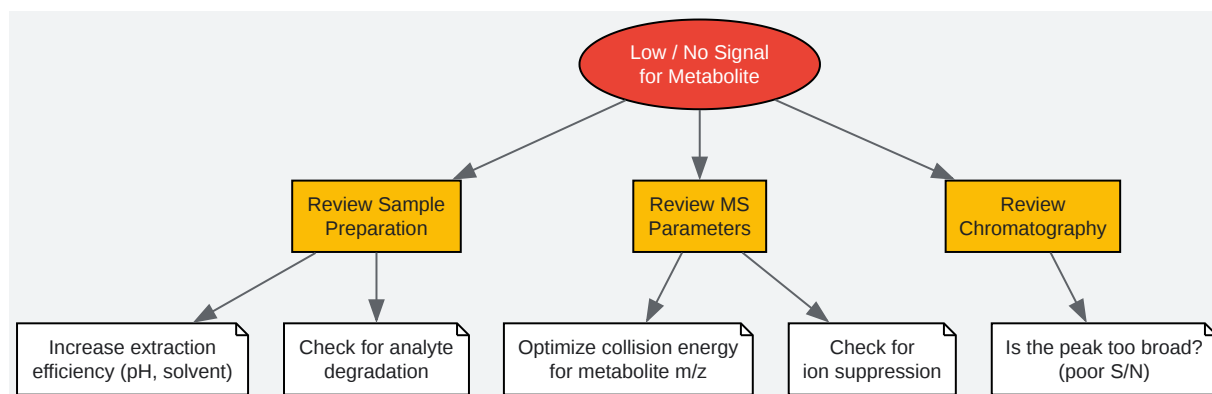 Low / No Signal
for Metabolite
Review Sample
Preparation
Review MS
Parameters
Review
Chromatography
Increase extraction
efficiency (pH, solvent)
Check for analyte
degradation
Optimize collision energy
for metabolite m/z
Check for
ion suppression
Is the peak too broad?
(poor S/N)